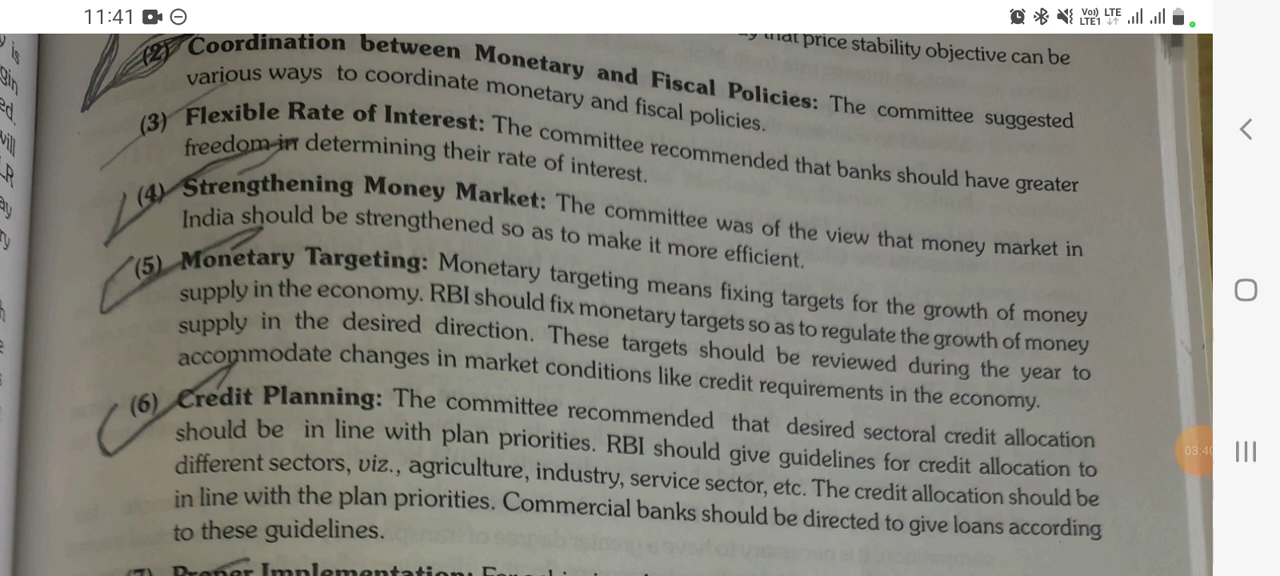 11:41
Vo)) LTE
LTE1
that price stability objective can be
(2) Coordination between Monetary and Fiscal Policies: The committee suggested
various ways to coordinate monetary and fiscal policies.
(3) Flexible Rate of Interest: The committee recommended that banks should have greater
freedom in determining their rate of interest.
(4) Strengthening Money Market: The committee was of the view that money market in
India should be strengthened so as to make it more efficient.
(5) Monetary Targeting: Monetary targeting means fixing targets for the growth of money
supply in the economy. RBI should fix monetary targets so as to regulate the growth of money
supply in the desired direction. These targets should be reviewed during the year to
accommodate changes in market conditions like credit requirements in the economy.
(6) Credit Planning: The committee recommended that desired sectoral credit allocation
should be in line with plan priorities. RBI should give guidelines for credit allocation to
different sectors, viz., agriculture, industry, service sector, etc. The credit allocation should be
in line with the plan priorities. Commercial banks should be directed to give loans according
to these guidelines.
(7) Proper Implementation:
is
03:40